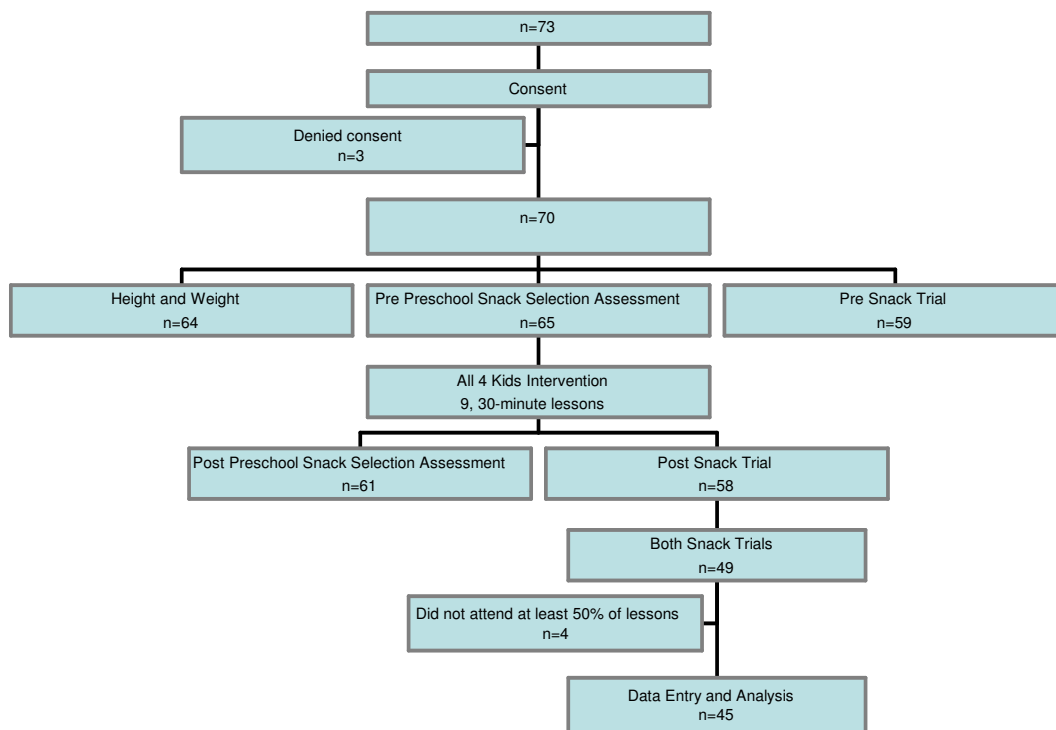 n=73
Consent
Denied consent
n=3
n=70
Height and Weight
n=64
Pre Preschool Snack Selection Assessment
n=65
Pre Snack Trial
n=59
All 4 Kids Intervention
9, 30-minute lessons
Post Preschool Snack Selection Assessment
n=61
Post Snack Trial
n=58
Both Snack Trials
n=49
Did not attend at least 50% of lessons
n=4
Data Entry and Analysis
n=45